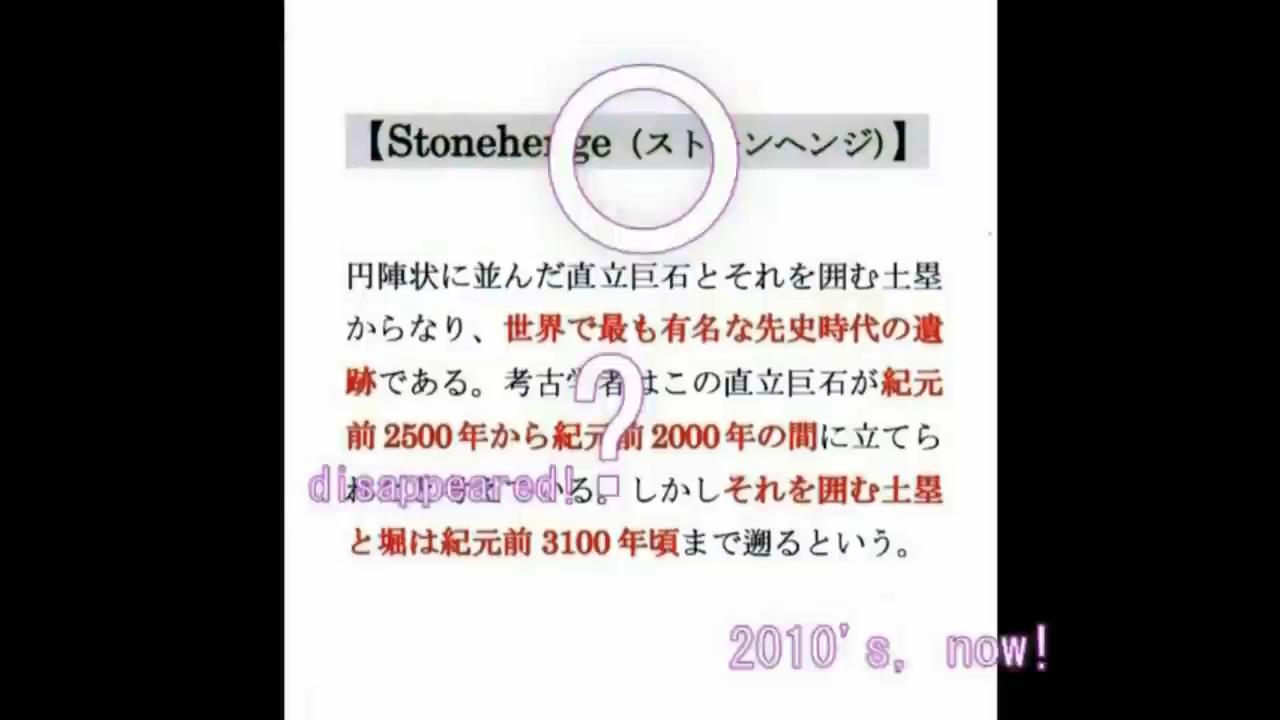 【Stonehenge（ストーンヘンジ）】
円陣状に並んだ直立巨石とそれを囲む土塁
からなり、世界で最も有名な先史時代の遺
跡である。考古学者はこの直立巨石が紀元
前2500年から紀元前2000年の間に立てら
る。しかしそれを囲む土塁
disappeared!
?
と堀は紀元前3100年頃まで遡るという。
2010's, now!